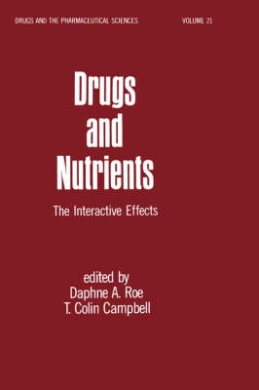 DRUGS AND THE PHARMACEUTICAL SCIENCES VOLUME 21
Drugs
and
Nutrients
The Interactive Effects
edited by
Daphne A. Roe
T. Colin Campbell